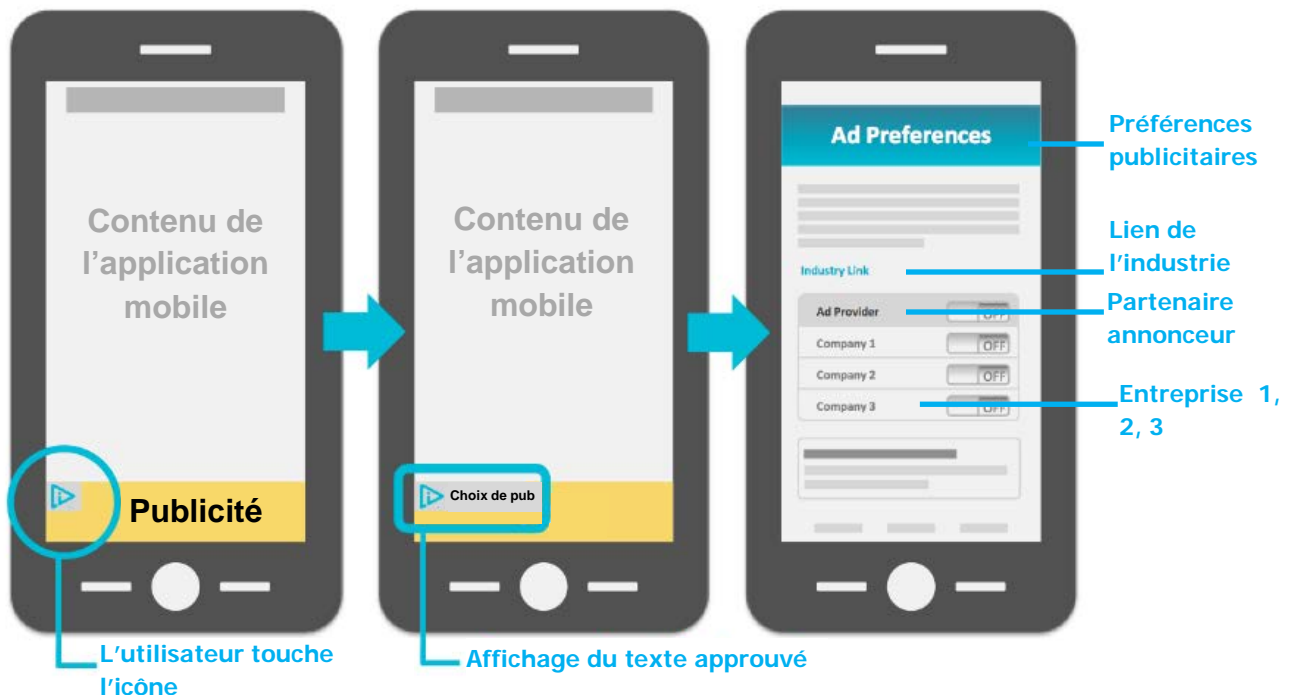 Contenu de
l’application
mobile
Publicité
L’utilisateur touche
l’icône
Contenu de
l’application
mobile
Choix de pub
Affichage du texte approuvé
Ad Preferences
Industry Link
Ad Provider OFF
Company 1 OFF
Company 2 OFF
Company 3 OFF
Préférences
publicitaires
Lien de
l’industrie
Partenaire
annonceur
Entreprise 1,
2, 3